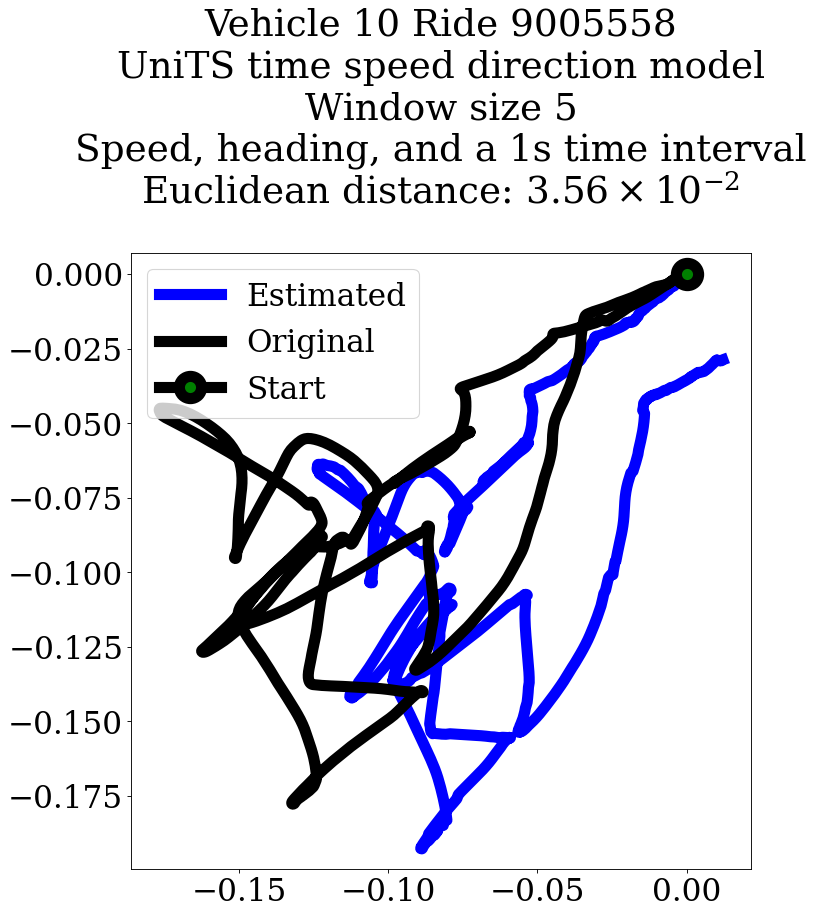 Vehicle 10 Ride 9005558
UniTS time speed direction model
Window size 5
Speed, heading, and a 1s time interval
Euclidean distance: 3.56 × 10⁻²
0.000
−0.025
−0.050
−0.075
−0.100
−0.125
−0.150
−0.175
Estimated
Original
Start
−0.15
−0.10
−0.05
0.00